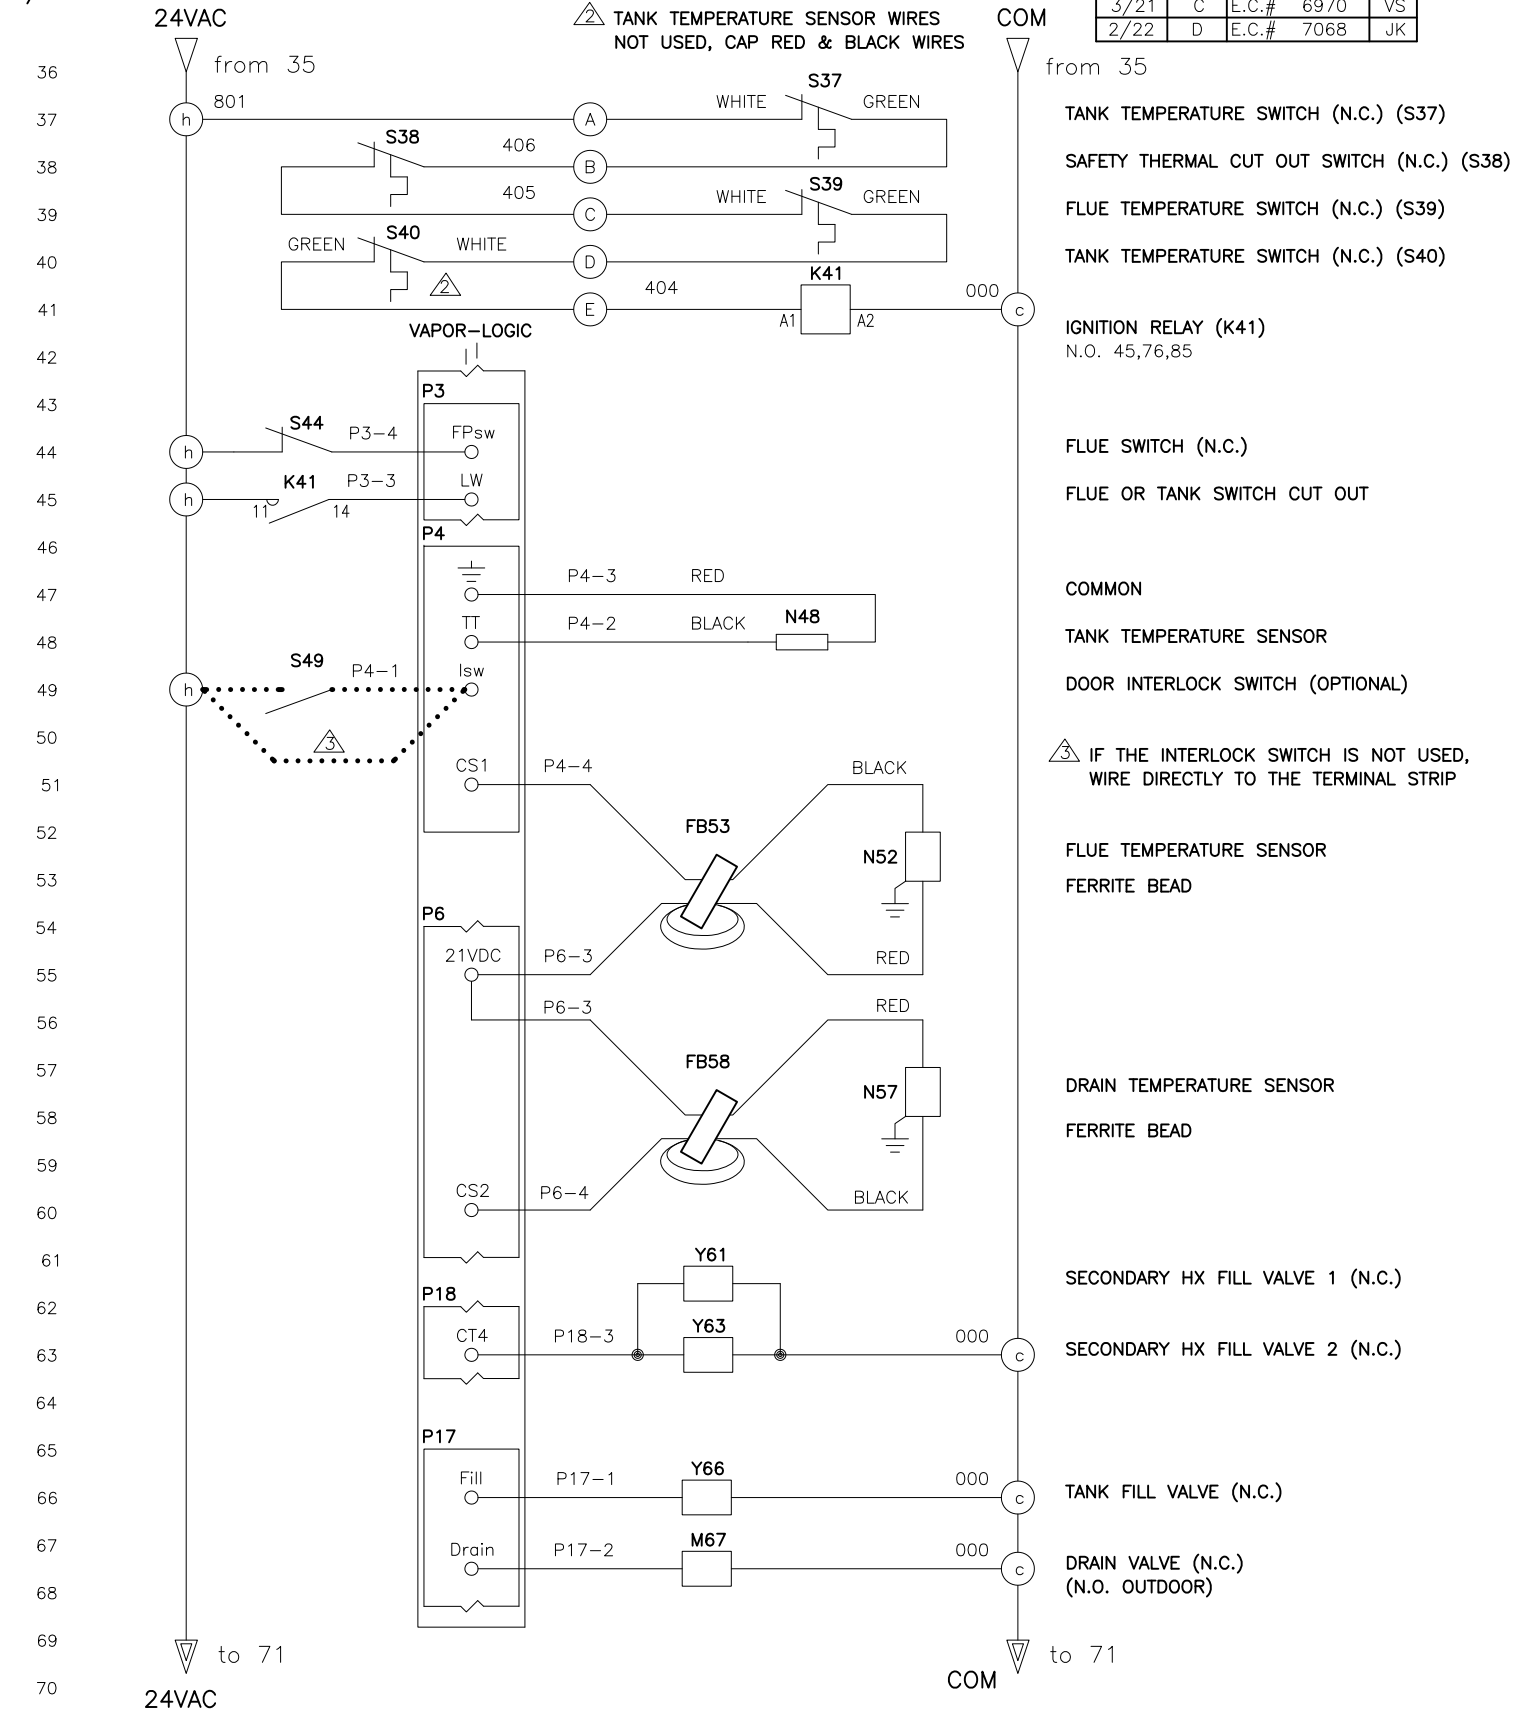 24VAC
2 TANK TEMPERATURE SENSOR WIRES
NOT USED, CAP RED & BLACK WIRES
COM
3/21 C E.C.# 6970 VS
2/22 D E.C.# 7068 JK
from 35
from 35
36
37
h
801
A
WHITE
S37
GREEN
TANK TEMPERATURE SWITCH (N.C.) (S37)
38
S38
406
B
SAFETY THERMAL CUT OUT SWITCH (N.C.) (S38)
39
405
C
WHITE
S39
GREEN
FLUE TEMPERATURE SWITCH (N.C.) (S39)
40
GREEN
S40
WHITE
D
TANK TEMPERATURE SWITCH (N.C.) (S40)
2
41
E
404
K41
A1
A2
000
c
IGNITION RELAY (K41)
N.O. 45,76,85
VAPOR-LOGIC
42
43
P3
44
h
S44
P3-4
FPsw
FLUE SWITCH (N.C.)
45
h
K41
11
14
P3-3
LW
FLUE OR TANK SWITCH CUT OUT
46
P4
47
P4-3
RED
COMMON
48
TT
P4-2
BLACK
N48
TANK TEMPERATURE SENSOR
49
h
S49
P4-1
Isw
DOOR INTERLOCK SWITCH (OPTIONAL)
50
3
3 IF THE INTERLOCK SWITCH IS NOT USED,
WIRE DIRECTLY TO THE TERMINAL STRIP
51
CS1
P4-4
BLACK
52
FB53
N52
FLUE TEMPERATURE SENSOR
53
FERRITE BEAD
54
P6
55
21VDC
P6-3
RED
56
P6-3
RED
57
FB58
N57
DRAIN TEMPERATURE SENSOR
58
FERRITE BEAD
59
60
CS2
P6-4
BLACK
61
Y61
SECONDARY HX FILL VALVE 1 (N.C.)
62
P18
63
CT4
P18-3
Y63
000
c
SECONDARY HX FILL VALVE 2 (N.C.)
64
65
P17
66
Fill
P17-1
Y66
000
c
TANK FILL VALVE (N.C.)
67
Drain
P17-2
M67
000
c
DRAIN VALVE (N.C.)
(N.O. OUTDOOR)
68
69
to 71
to 71
70
24VAC
COM